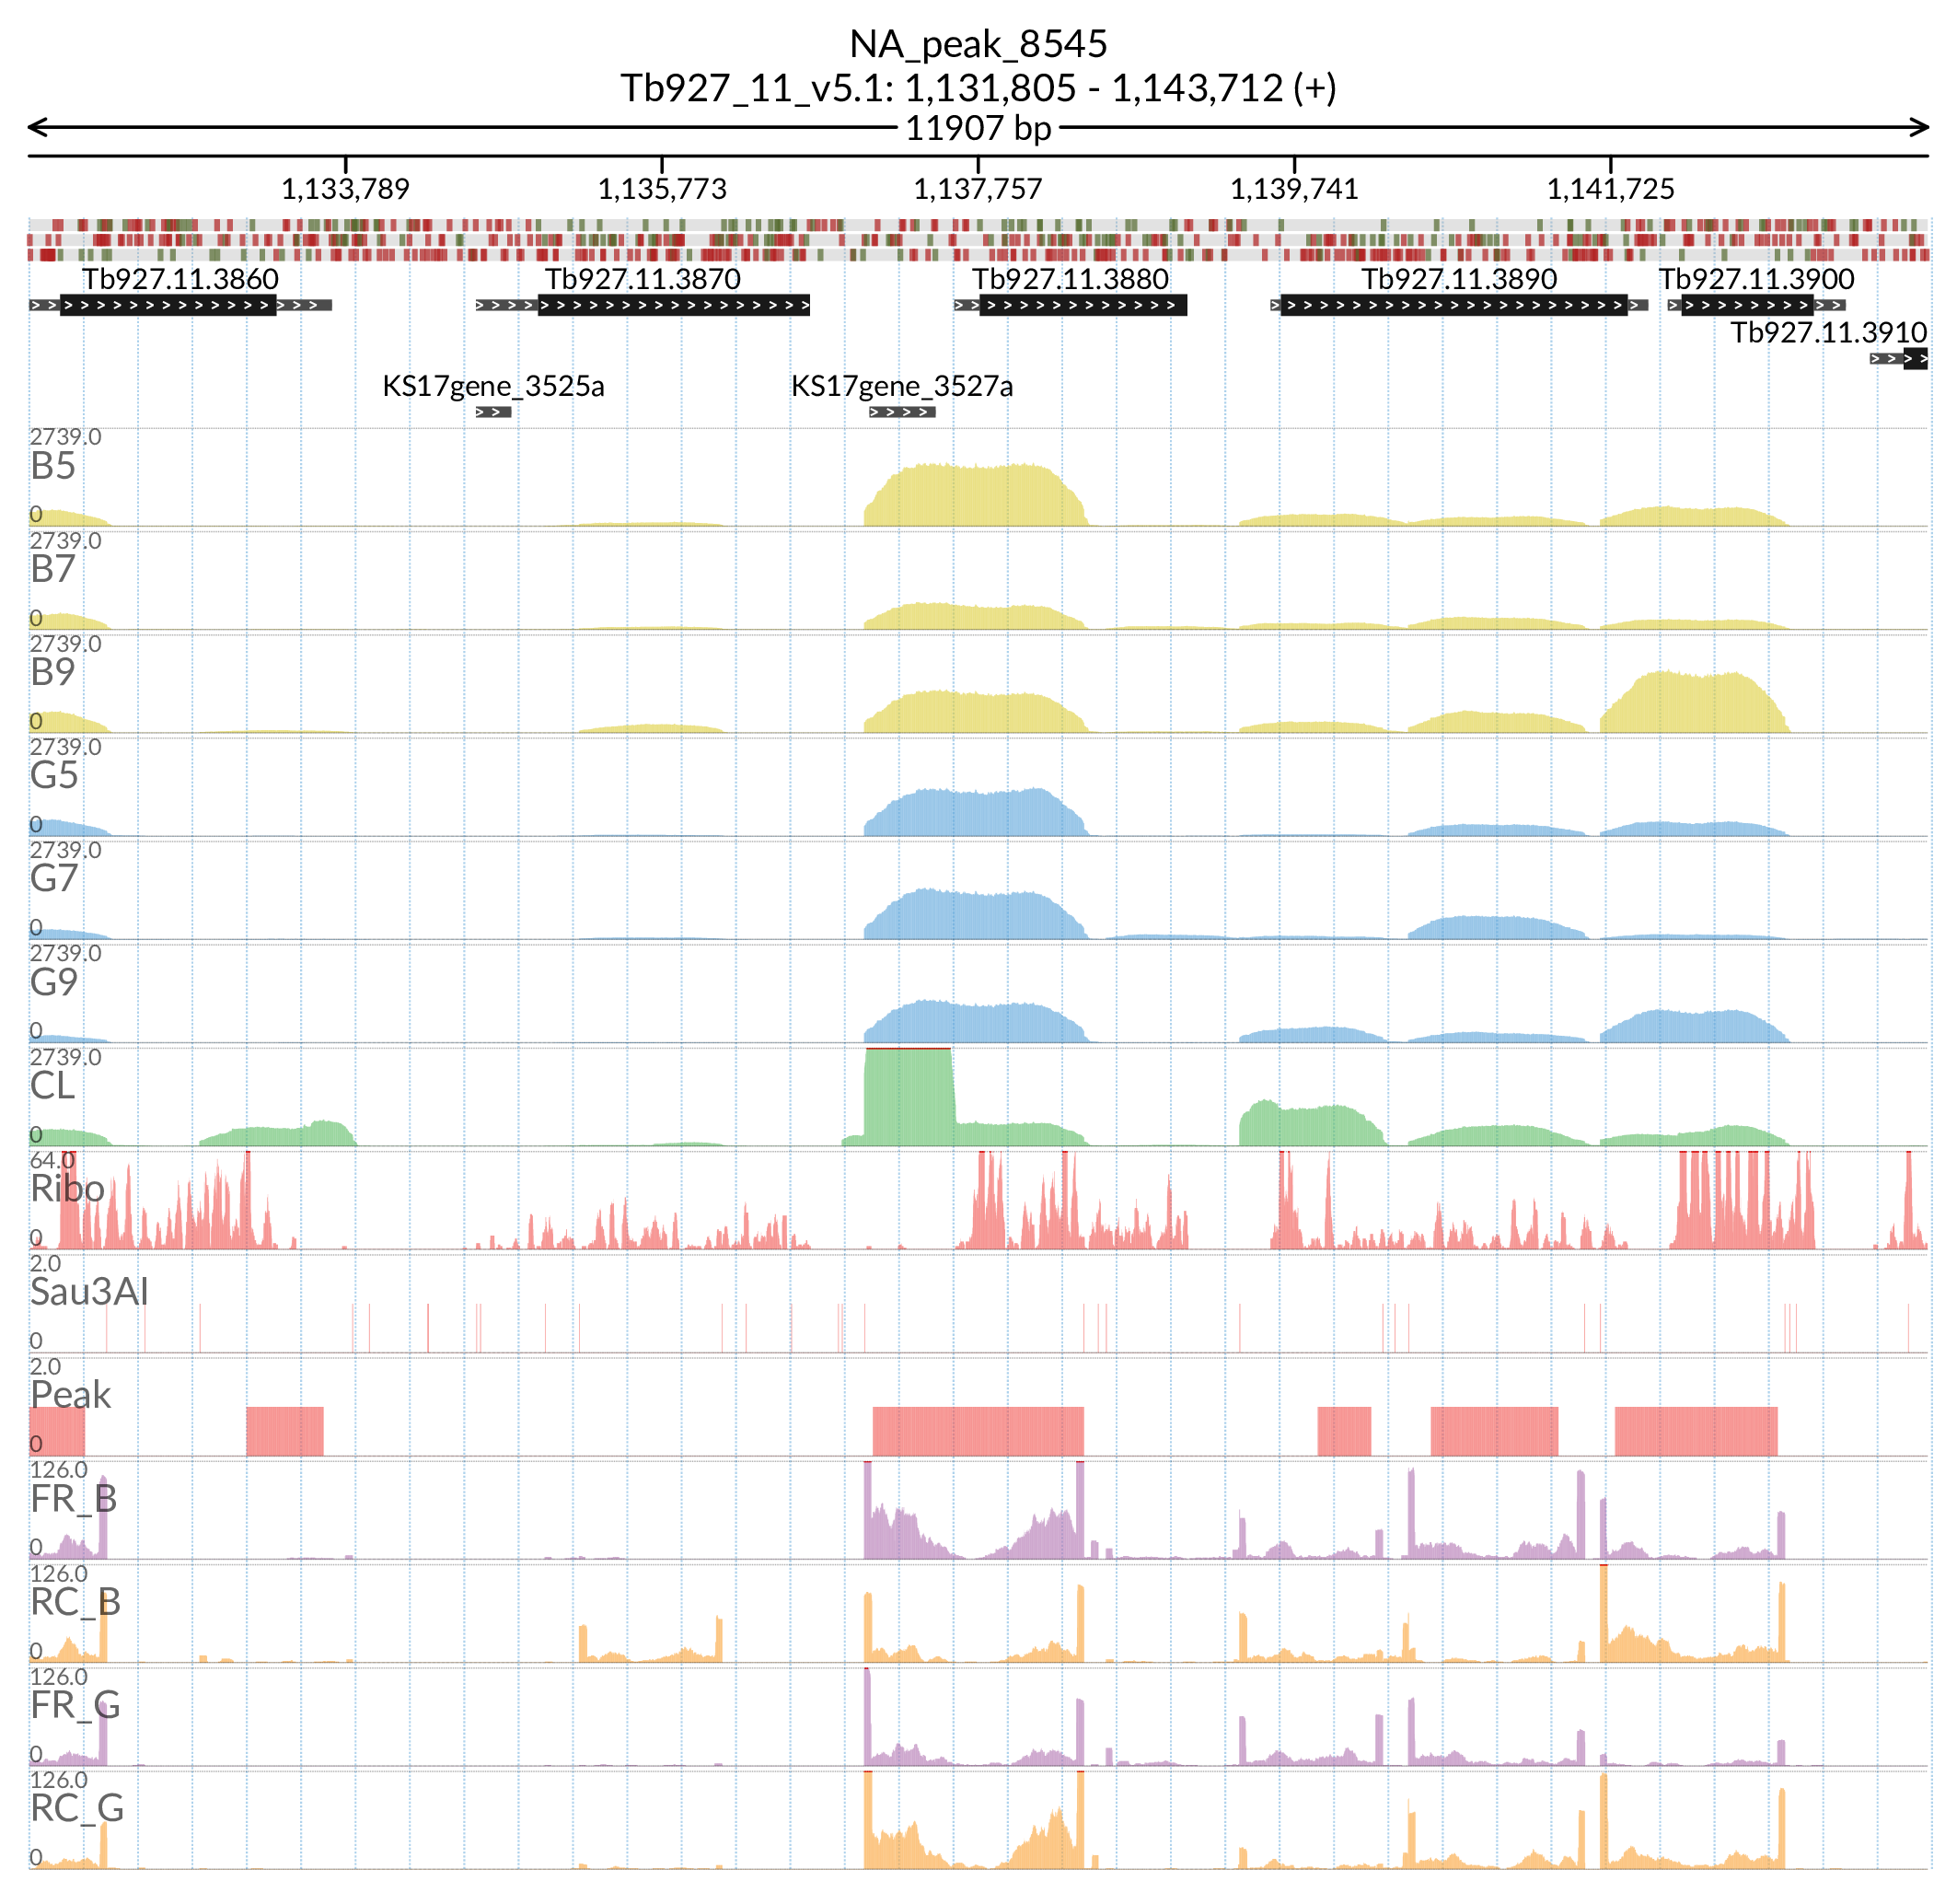 NA_peak_8545
Tb927_11_v5.1: 1,131,805 - 1,143,712 (+)
11907 bp
1,133,789 1,135,773 1,137,757 1,139,741 1,141,725
Tb927.11.3860 Tb927.11.3870 Tb927.11.3880 Tb927.11.3890 Tb927.11.3900
Tb927.11.3910
KS17gene_3525a KS17gene_3527a
2739.0
B5
0
2739.0
B7
0
2739.0
B9
0
2739.0
G5
0
2739.0
G7
0
2739.0
G9
0
2739.0
CL
0
64.0
Ribo
0
2.0
Sau3AI
0
2.0
Peak
0
126.0
FR_B
0
126.0
RC_B
0
126.0
FR_G
0
126.0
RC_G
0